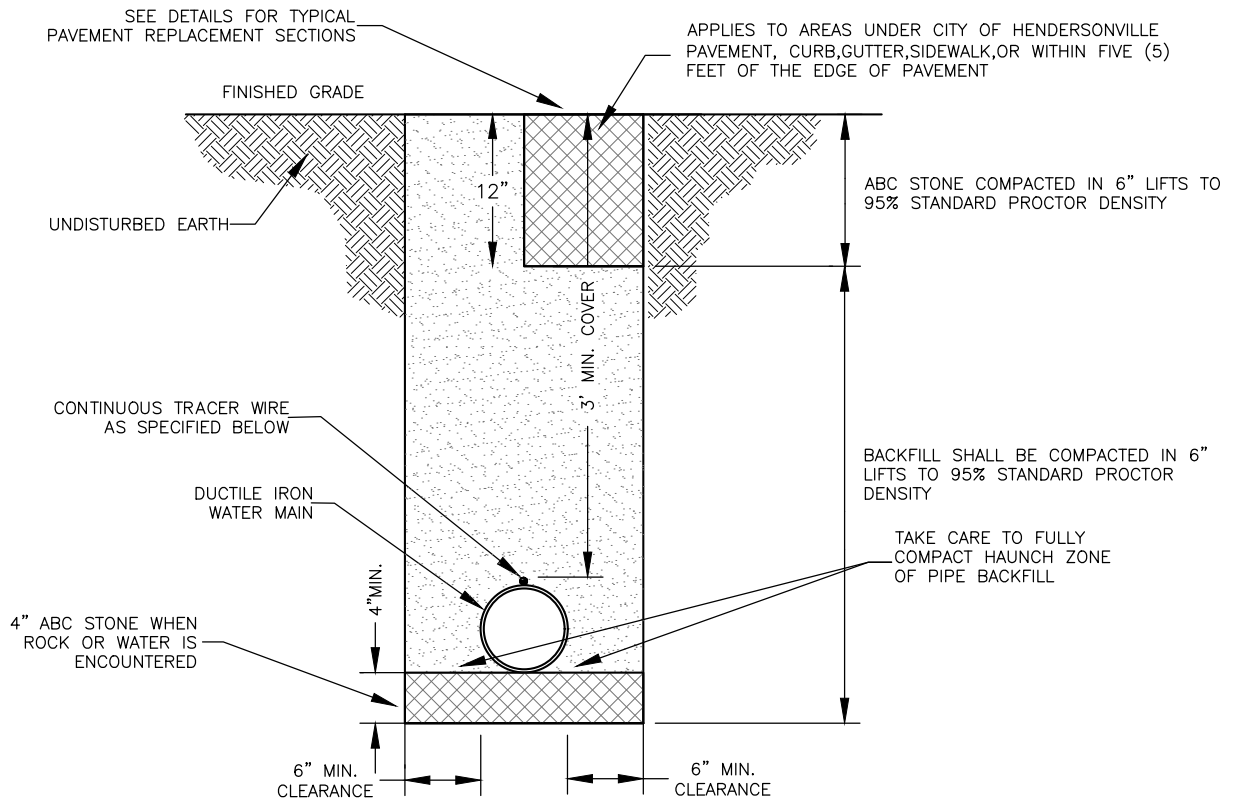 SEE DETAILS FOR TYPICAL
PAVEMENT REPLACEMENT SECTIONS
APPLIES TO AREAS UNDER CITY OF HENDERSONVILLE
PAVEMENT, CURB,GUTTER,SIDEWALK,OR WITHIN FIVE (5)
FEET OF THE EDGE OF PAVEMENT
FINISHED GRADE
12"
ABC STONE COMPACTED IN 6" LIFTS TO
95% STANDARD PROCTOR DENSITY
UNDISTURBED EARTH
3' MIN. COVER
CONTINUOUS TRACER WIRE
AS SPECIFIED BELOW
BACKFILL SHALL BE COMPACTED IN 6"
LIFTS TO 95% STANDARD PROCTOR
DENSITY
DUCTILE IRON
WATER MAIN
TAKE CARE TO FULLY
COMPACT HAUNCH ZONE
OF PIPE BACKFILL
4"MIN.
4" ABC STONE WHEN
ROCK OR WATER IS
ENCOUNTERED
6" MIN.
CLEARANCE
6" MIN.
CLEARANCE